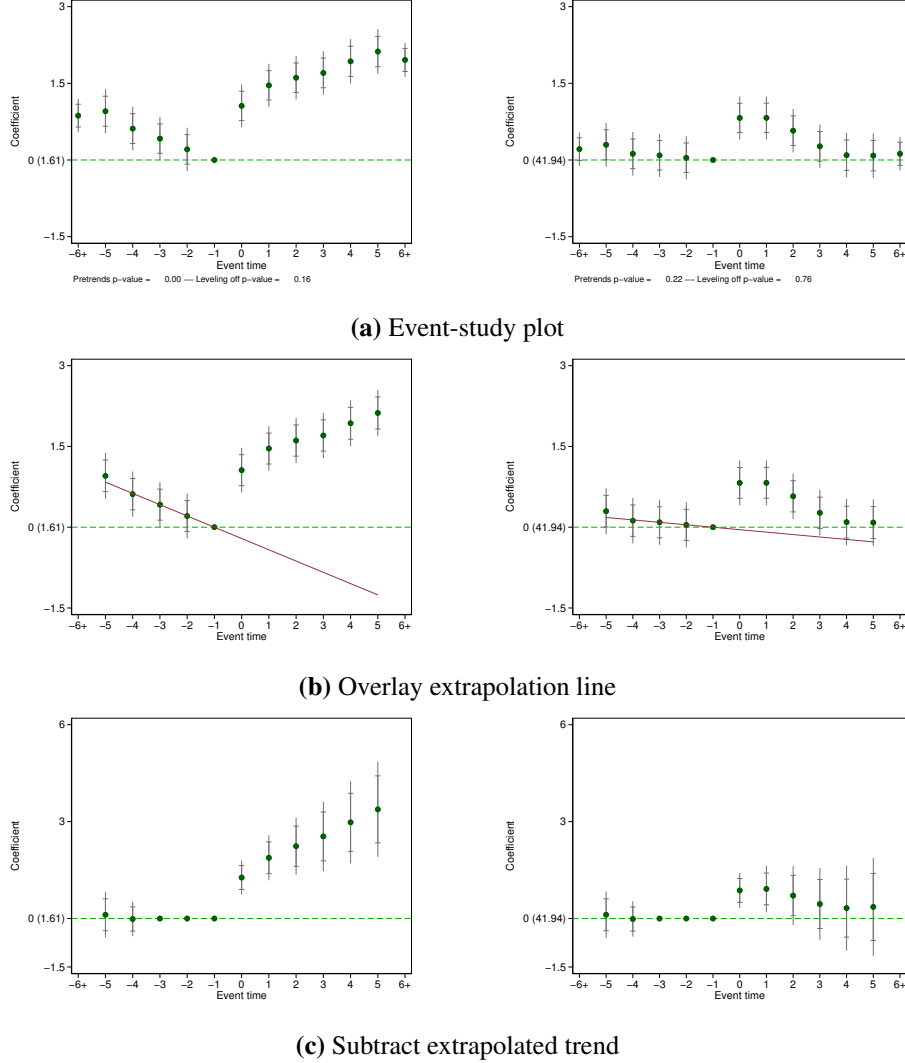 Coefficient
3
1.5
0 (1.61)
−1.5
−6+ −5 −4 −3 −2 −1 0 1 2 3 4 5 6+
Event time
Pretrends p−value = 0.00 −− Leveling off p−value = 0.16
Coefficient
3
1.5
0 (41.94)
−1.5
−6+ −5 −4 −3 −2 −1 0 1 2 3 4 5 6+
Event time
Pretrends p−value = 0.22 −− Leveling off p−value = 0.76
(a) Event-study plot
Coefficient
3
1.5
0 (1.61)
−1.5
−6+ −5 −4 −3 −2 −1 0 1 2 3 4 5 6+
Event time
Coefficient
3
1.5
0 (41.94)
−1.5
−6+ −5 −4 −3 −2 −1 0 1 2 3 4 5 6+
Event time
(b) Overlay extrapolation line
Coefficient
6
3
0 (1.61)
−1.5
−6+ −5 −4 −3 −2 −1 0 1 2 3 4 5 6+
Event time
Coefficient
6
3
0 (41.94)
−1.5
−6+ −5 −4 −3 −2 −1 0 1 2 3 4 5 6+
Event time
(c) Subtract extrapolated trend